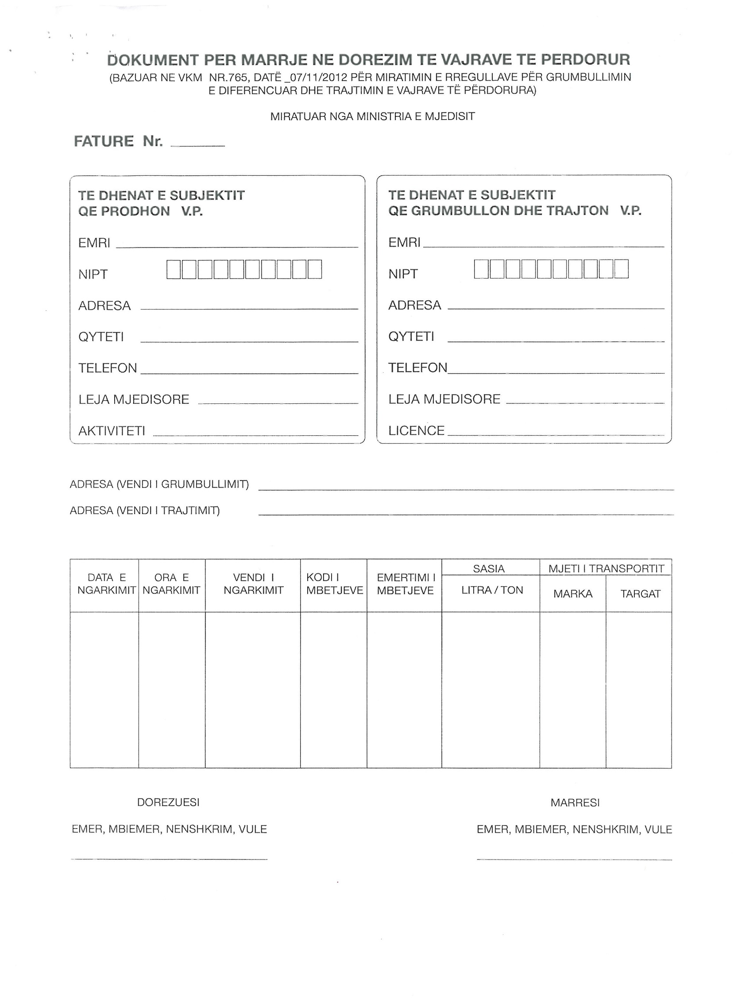 DOKUMENT PER MARRJE NE DOREZIM TE VAJRAVE TE PERDORUR
(BAZUAR NE VKM NR.765, DATË _07/11/2012 PËR MIRATIMIN E RREGULLAVE PËR GRUMBULLIMIN
E DIFERENCUAR DHE TRAJTIMIN E VAJRAVE TË PËRDORURA)
MIRATUAR NGA MINISTRIA E MJEDISIT
FATURE Nr. ______
TE DHENAT E SUBJEKTIT
QE PRODHON V.P.
EMRI
NIPT
ADRESA
QYTETI
TELEFON
LEJA MJEDISORE
AKTIVITETI
TE DHENAT E SUBJEKTIT
QE GRUMBULLON DHE TRAJTON V.P.
EMRI
NIPT
ADRESA
QYTETI
TELEFON
LEJA MJEDISORE
LICENCE
ADRESA (VENDI I GRUMBULLIMIT)
ADRESA (VENDI I TRAJTIMIT)
DATA E
NGARKIMIT
ORA E
NGARKIMIT
VENDI I
NGARKIMIT
KODI I
MBETJEVE
EMERTIMI I
MBETJEVE
SASIA
LITRA / TON
MJETI I TRANSPORTIT
MARKA
TARGAT
DOREZUESI
EMER, MBIEMER, NENSHKRIM, VULE
MARRESI
EMER, MBIEMER, NENSHKRIM, VULE